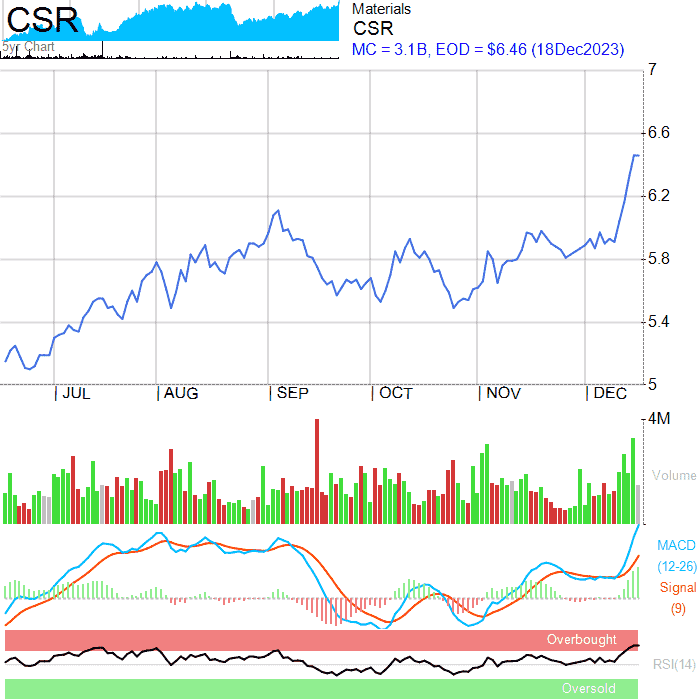 CSR
5yr Chart
Materials
CSR
MC = 3.1B, EOD = $6.46 (18Dec2023)
7
6.6
6.2
5.8
5.4
5
JUL
AUG
SEP
OCT
NOV
DEC
4M
Volume
MACD
(12-26)
Signal
(9)
Overbought
RSI(14)
Oversold